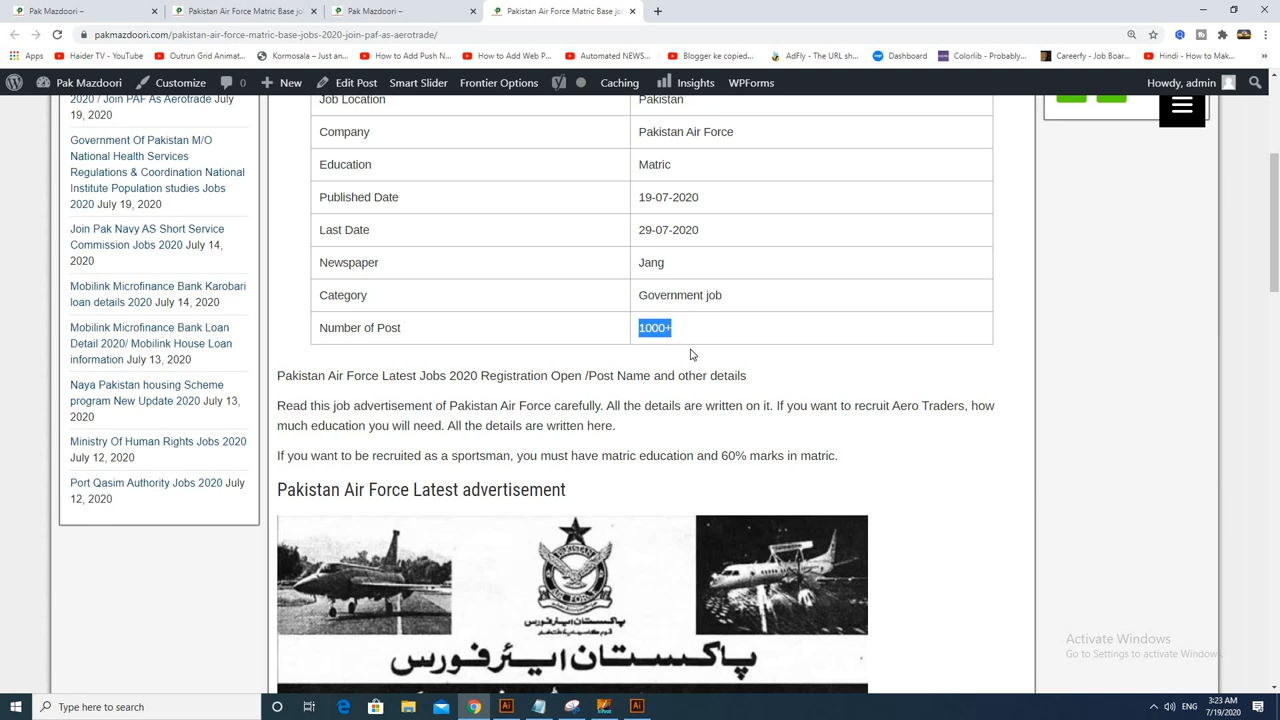 Pak Mazdoori –
Pakistan Air Force Matric Base job
Pak Mazdoori –
Pakistan Air Force Matric Base job
pakmazdoori.com/pakistan-air-force-matric-base-jobs-2020-join-paf-as-aerotrade/
Apps
Haider TV - YouTube
Outrun Grid Animat...
Kormosala – Just an...
How to Add Push N...
How to Add Web P...
Automated NEWS...
Blogger ke copied...
AdFly - The URL sh...
Dashboard
Colorlib - Probably...
Careerfy - Job Boar...
Hindi - How to Mak...
Pak Mazdoori
Customize
0
New
Edit Post
Smart Slider
Frontier Options
Caching
Insights
WPForms
Howdy, admin
2020 / Join PAF As Aerotrade July
19, 2020
Government Of Pakistan M/O
National Health Services
Regulations & Coordination National
Institute Population studies Jobs
2020 July 19, 2020
Join Pak Navy AS Short Service
Commission Jobs 2020 July 14,
2020
Mobilink Microfinance Bank Karobari
loan details 2020 July 14, 2020
Mobilink Microfinance Bank Loan
Detail 2020/ Mobilink House Loan
information July 13, 2020
Naya Pakistan housing Scheme
program New Update 2020 July 13,
2020
Ministry Of Human Rights Jobs 2020
July 12, 2020
Port Qasim Authority Jobs 2020 July
12, 2020
Job Location Pakistan
Company Pakistan Air Force
Education Matric
Published Date 19-07-2020
Last Date 29-07-2020
Newspaper Jang
Category Government job
Number of Post 1000+
Pakistan Air Force Latest Jobs 2020 Registration Open /Post Name and other details
Read this job advertisement of Pakistan Air Force carefully. All the details are written on it. If you want to recruit Aero Traders, how
much education you will need. All the details are written here.
If you want to be recruited as a sportsman, you must have matric education and 60% marks in matric.
Pakistan Air Force Latest advertisement
پاکستان ایئرفورس
پاکستان ایئرفورس
Activate Windows
Go to Settings to activate Windows.
Type here to search
ENG
3:23 AM
7/19/2020